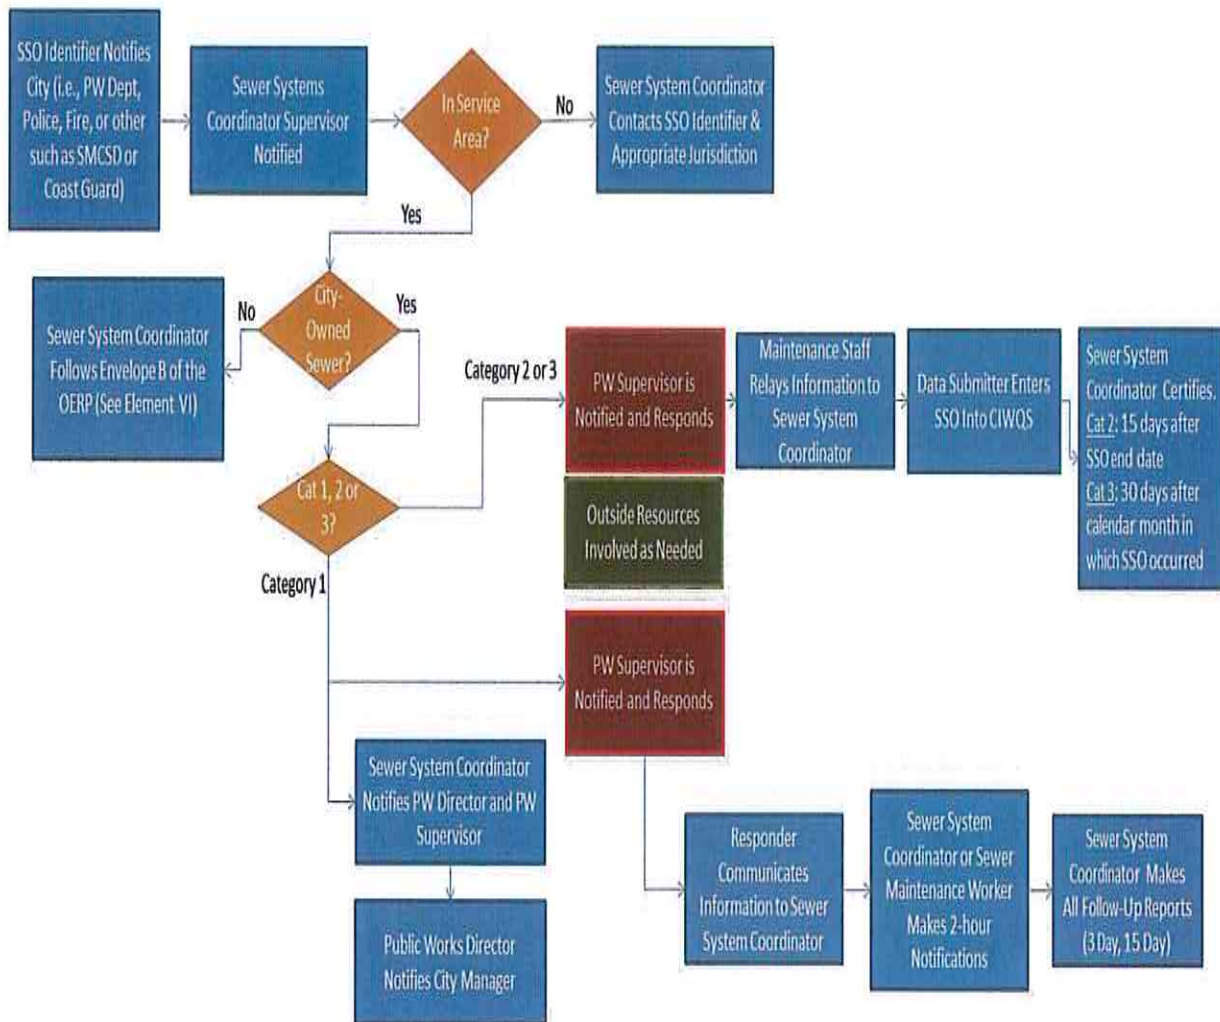 SSO Identifier Notifies
City (i.e., PW Dept,
Police, Fire, or other
such as SMCSD or
Coast Guard)
Sewer Systems
Coordinator Supervisor
Notified
In Service
Area?
No
Sewer System Coordinator
Contacts SSO Identifier &
Appropriate Jurisdiction
Yes
City-
Owned
Sewer?
No
Yes
Sewer System Coordinator
Follows Envelope B of the
OERP (See Element VI)
Cat 1, 2 or
3?
Category 2 or 3
PW Supervisor is
Notified and Responds
Maintenance Staff
Relays Information to
Sewer System
Coordinator
Data Submitter Enters
SSO Into CIWQS
Sewer System
Coordinator Certifies.
Cat 2: 15 days after
SSO end date
Cat 3: 30 days after
calendar month in
which SSO occurred
Outside Resources
Involved as Needed
Category 1
PW Supervisor is
Notified and Responds
Sewer System Coordinator
Notifies PW Director and PW
Supervisor
Public Works Director
Notifies City Manager
Responder
Communicates
Information to Sewer
System Coordinator
Sewer System
Coordinator or Sewer
Maintenance Worker
Makes 2-hour
Notifications
Sewer System
Coordinator Makes
All Follow-Up Reports
(3 Day, 15 Day)